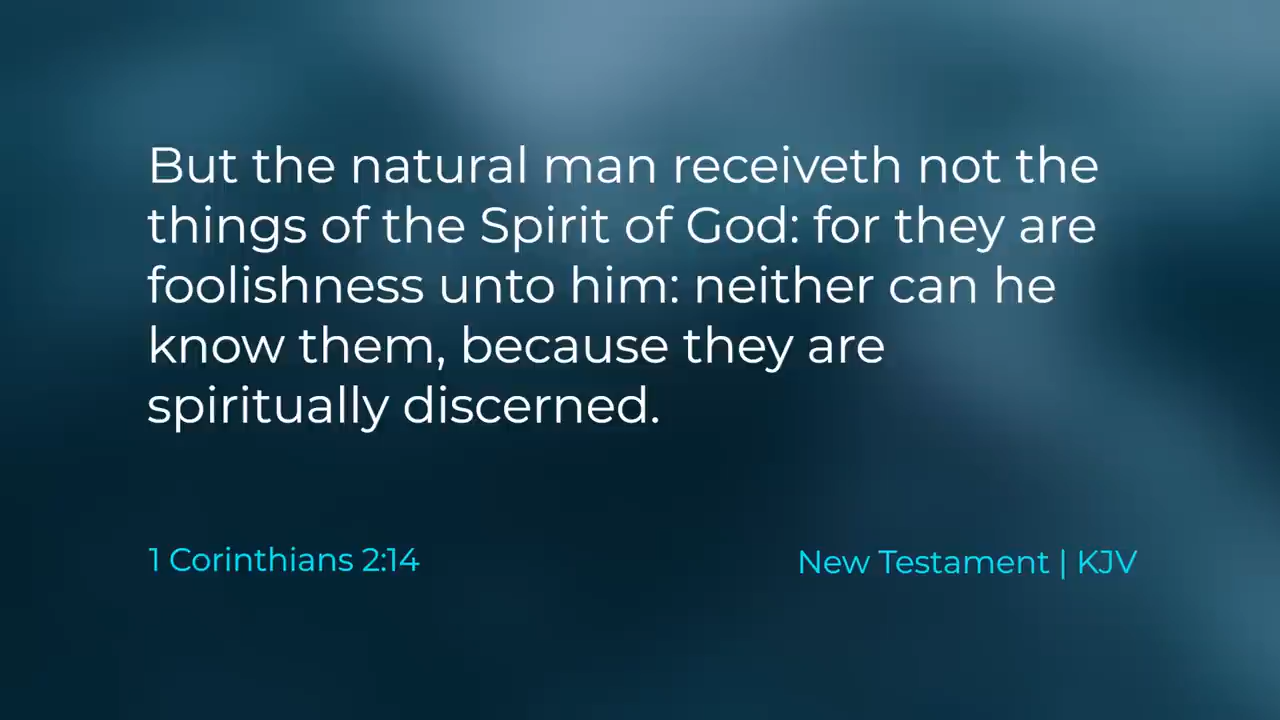 But the natural man receiveth not the
things of the Spirit of God: for they are
foolishness unto him: neither can he
know them, because they are
spiritually discerned.
1 Corinthians 2:14
New Testament | KJV